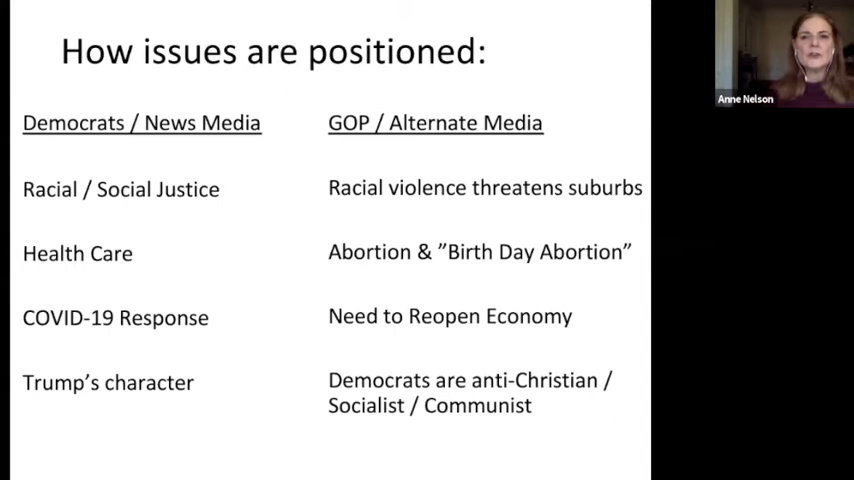 How issues are positioned:
Democrats / News Media
GOP / Alternate Media
Racial / Social Justice
Racial violence threatens suburbs
Health Care
Abortion & ”Birth Day Abortion”
COVID-19 Response
Need to Reopen Economy
Trump’s character
Democrats are anti-Christian /
Socialist / Communist
Anne Nelson